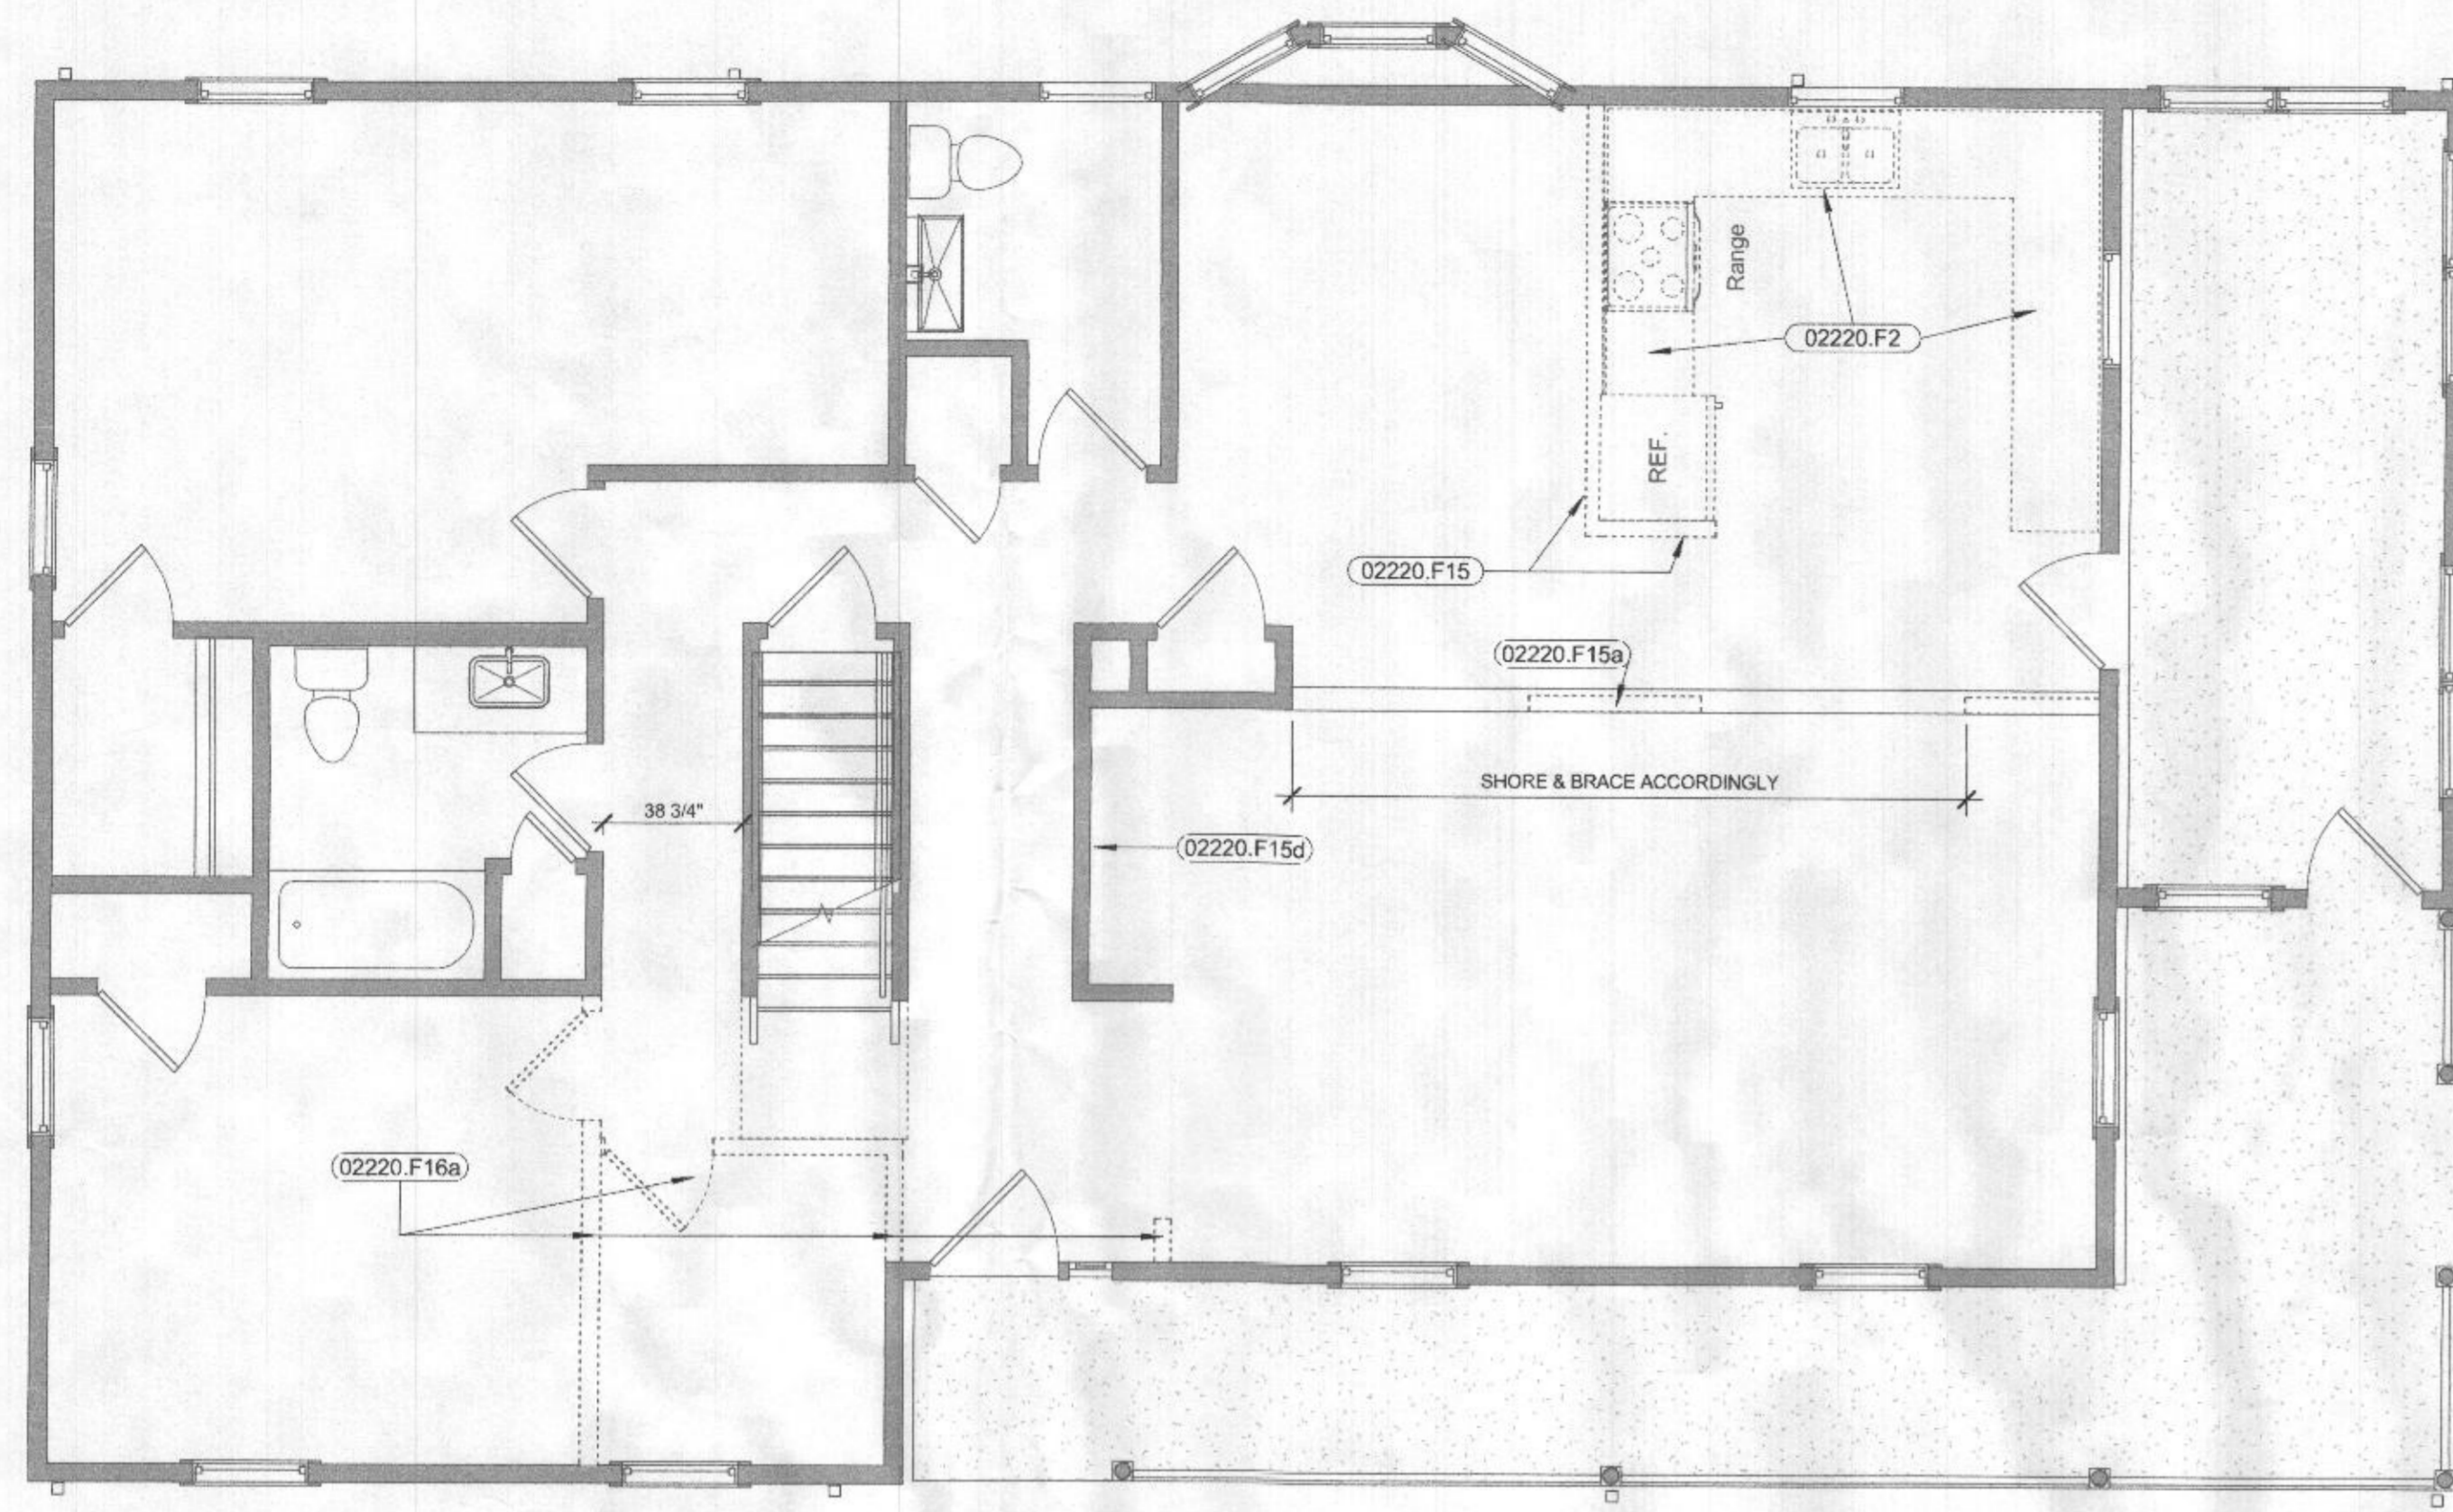 Range
02220.F2
REF.
02220.F15
02220.F15a
SHORE & BRACE ACCORDINGLY
38 3/4"
02220.F15d
02220.F16a